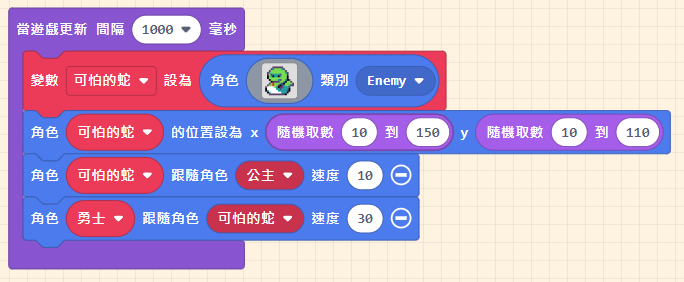 當遊戲更新 間隔 1000 毫秒
變數 可怕的蛇 設為 角色 類別 Enemy
角色 可怕的蛇 的位置設為 x 隨機取數 10 到 150 y 隨機取數 10 到 110
角色 可怕的蛇 跟隨角色 公主 速度 10
角色 勇士 跟隨角色 可怕的蛇 速度 30